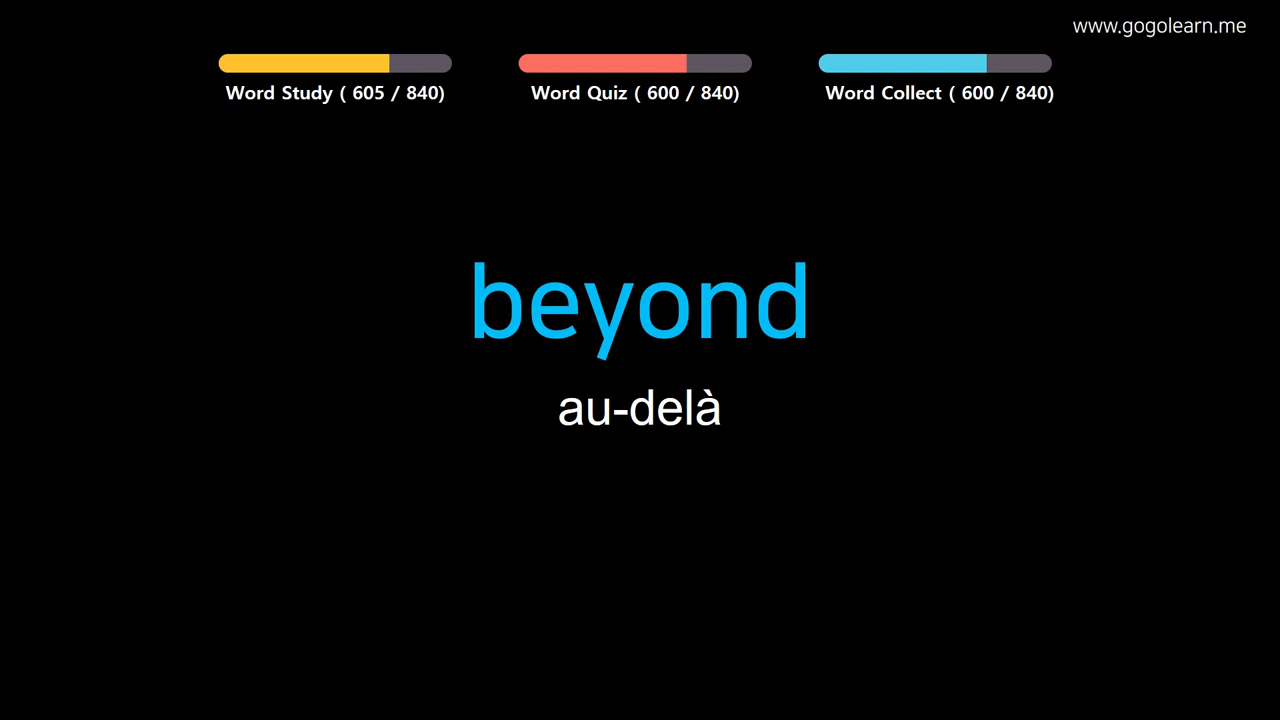 www.gogolearn.me
Word Study ( 605 / 840)
Word Quiz ( 600 / 840)
Word Collect ( 600 / 840)
beyond
au-delà